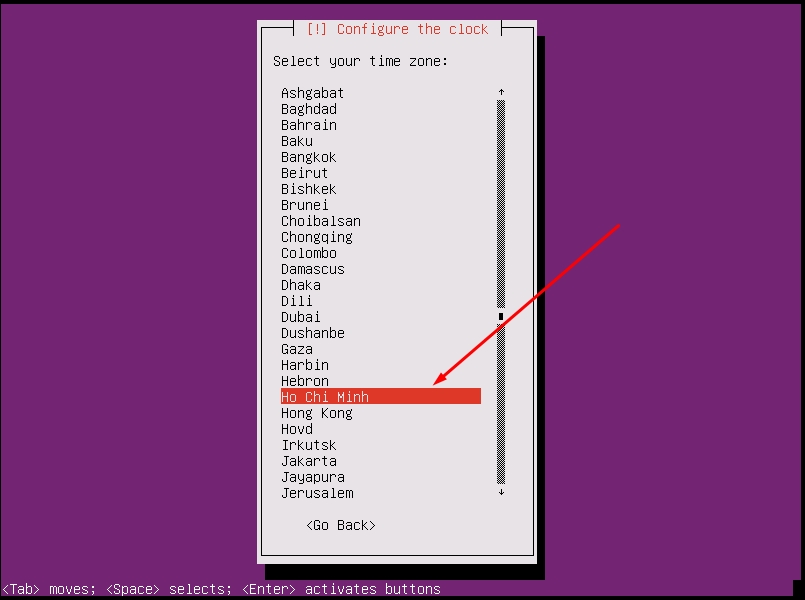 [!] Configure the clock
Select your time zone:
Ashgabat
Baghdad
Bahrain
Baku
Bangkok
Beirut
Bishkek
Brunei
Choibalsan
Chongqing
Colombo
Damascus
Dhaka
Dili
Dubai
Dushanbe
Gaza
Harbin
Hebron
Ho Chi Minh
Hong Kong
Hovd
Irkutsk
Jakarta
Jayapura
Jerusalem
<Go Back>
<Tab> moves; <Space> selects; <Enter> activates buttons